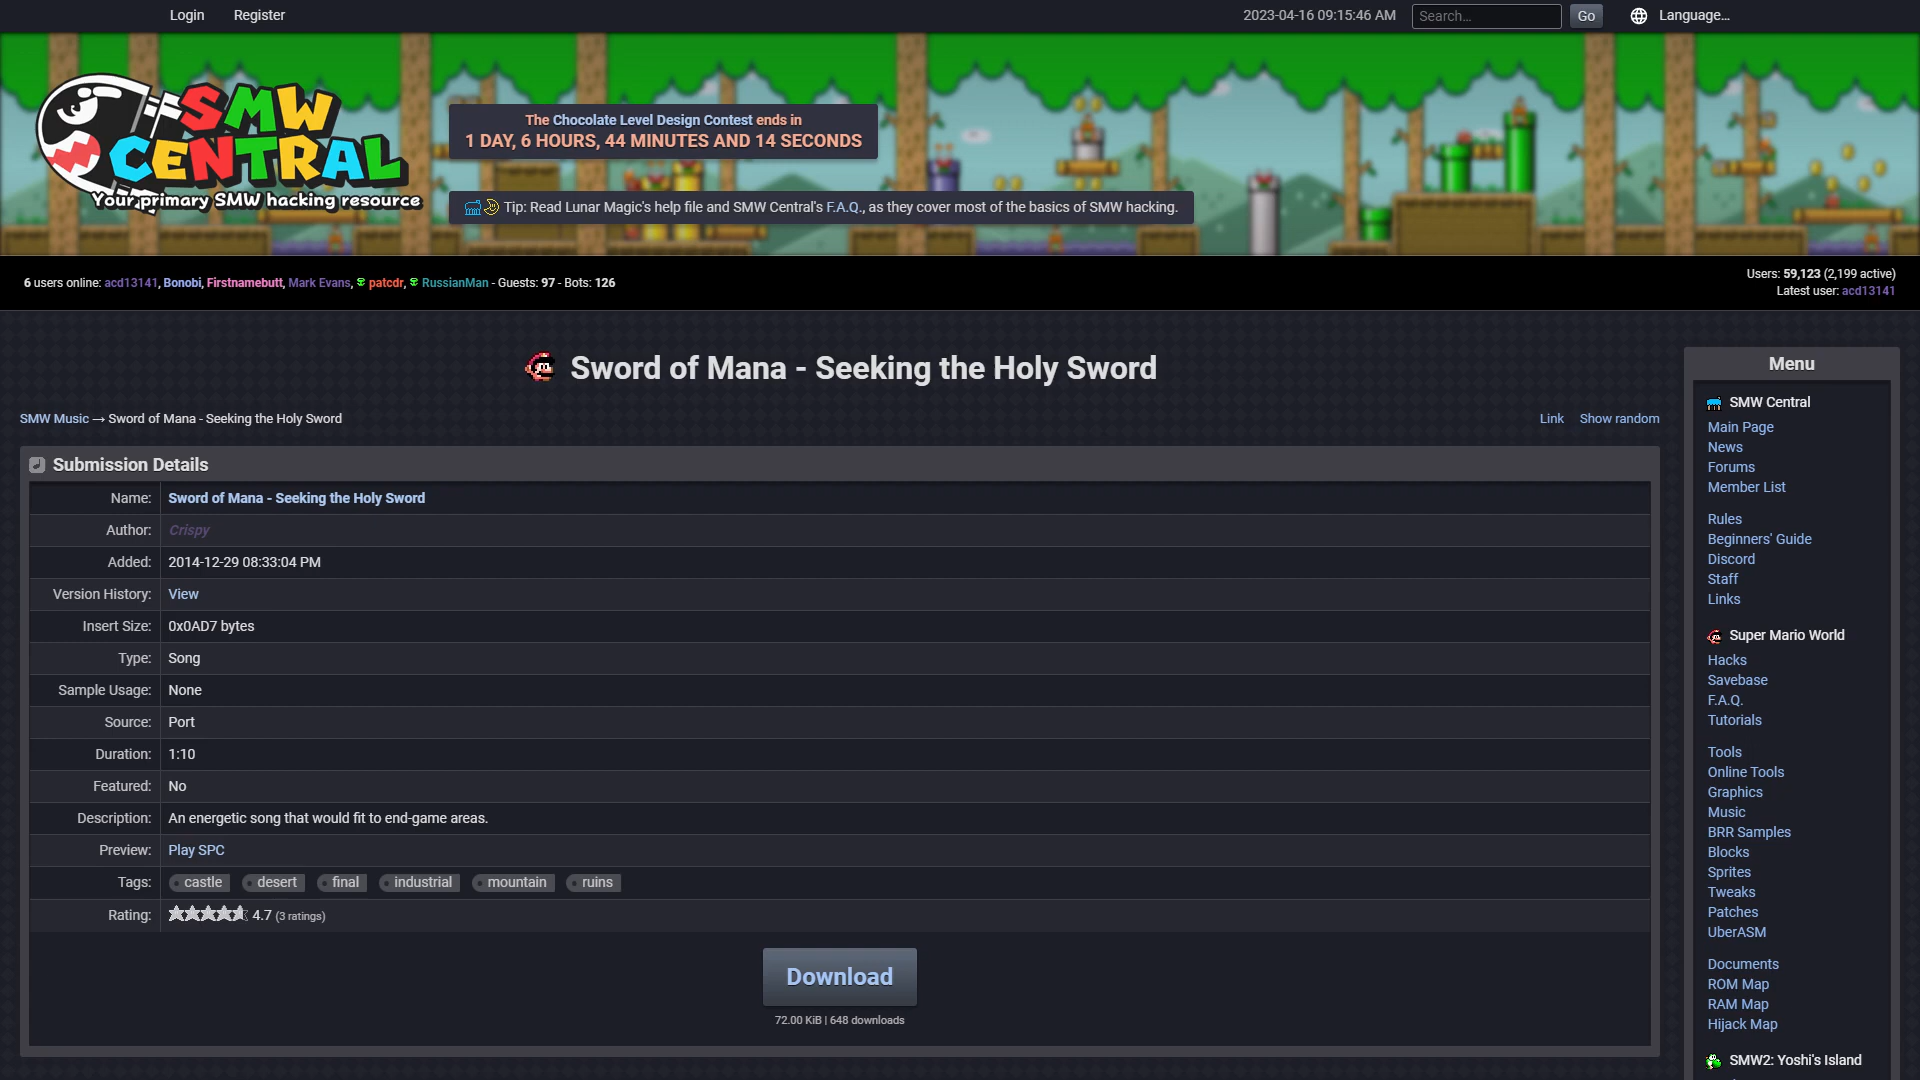 Login Register 2023-04-16 09:15:46 AM Search... Go Language...
SMW
CENTRAL
Your primary SMW hacking resource
The Chocolate Level Design Contest ends in
1 DAY, 6 HOURS, 44 MINUTES AND 14 SECONDS
Tip: Read Lunar Magic's help file and SMW Central's F.A.Q., as they cover most of the basics of SMW hacking.
6 users online: acd13141, Bonobi, Firstnamebutt, Mark Evans, patcdr, RussianMan - Guests: 97 - Bots: 126
Users: 59,123 (2,199 active)
Latest user: acd13141
Sword of Mana - Seeking the Holy Sword
SMW Music → Sword of Mana - Seeking the Holy Sword
Link Show random
Submission Details
Name: Sword of Mana - Seeking the Holy Sword
Author: Crispy
Added: 2014-12-29 08:33:04 PM
Version History: View
Insert Size: 0x0AD7 bytes
Type: Song
Sample Usage: None
Source: Port
Duration: 1:10
Featured: No
Description: An energetic song that would fit to end-game areas.
Preview: Play SPC
Tags: castle desert final industrial mountain ruins
Rating: 4.7 (3 ratings)
Download
72.00 KiB | 648 downloads
Menu
SMW Central
Main Page
News
Forums
Member List
Rules
Beginners' Guide
Discord
Staff
Links
Super Mario World
Hacks
Savebase
F.A.Q.
Tutorials
Tools
Online Tools
Graphics
Music
BRR Samples
Blocks
Sprites
Tweaks
Patches
UberASM
Documents
ROM Map
RAM Map
Hijack Map
SMW2: Yoshi's Island